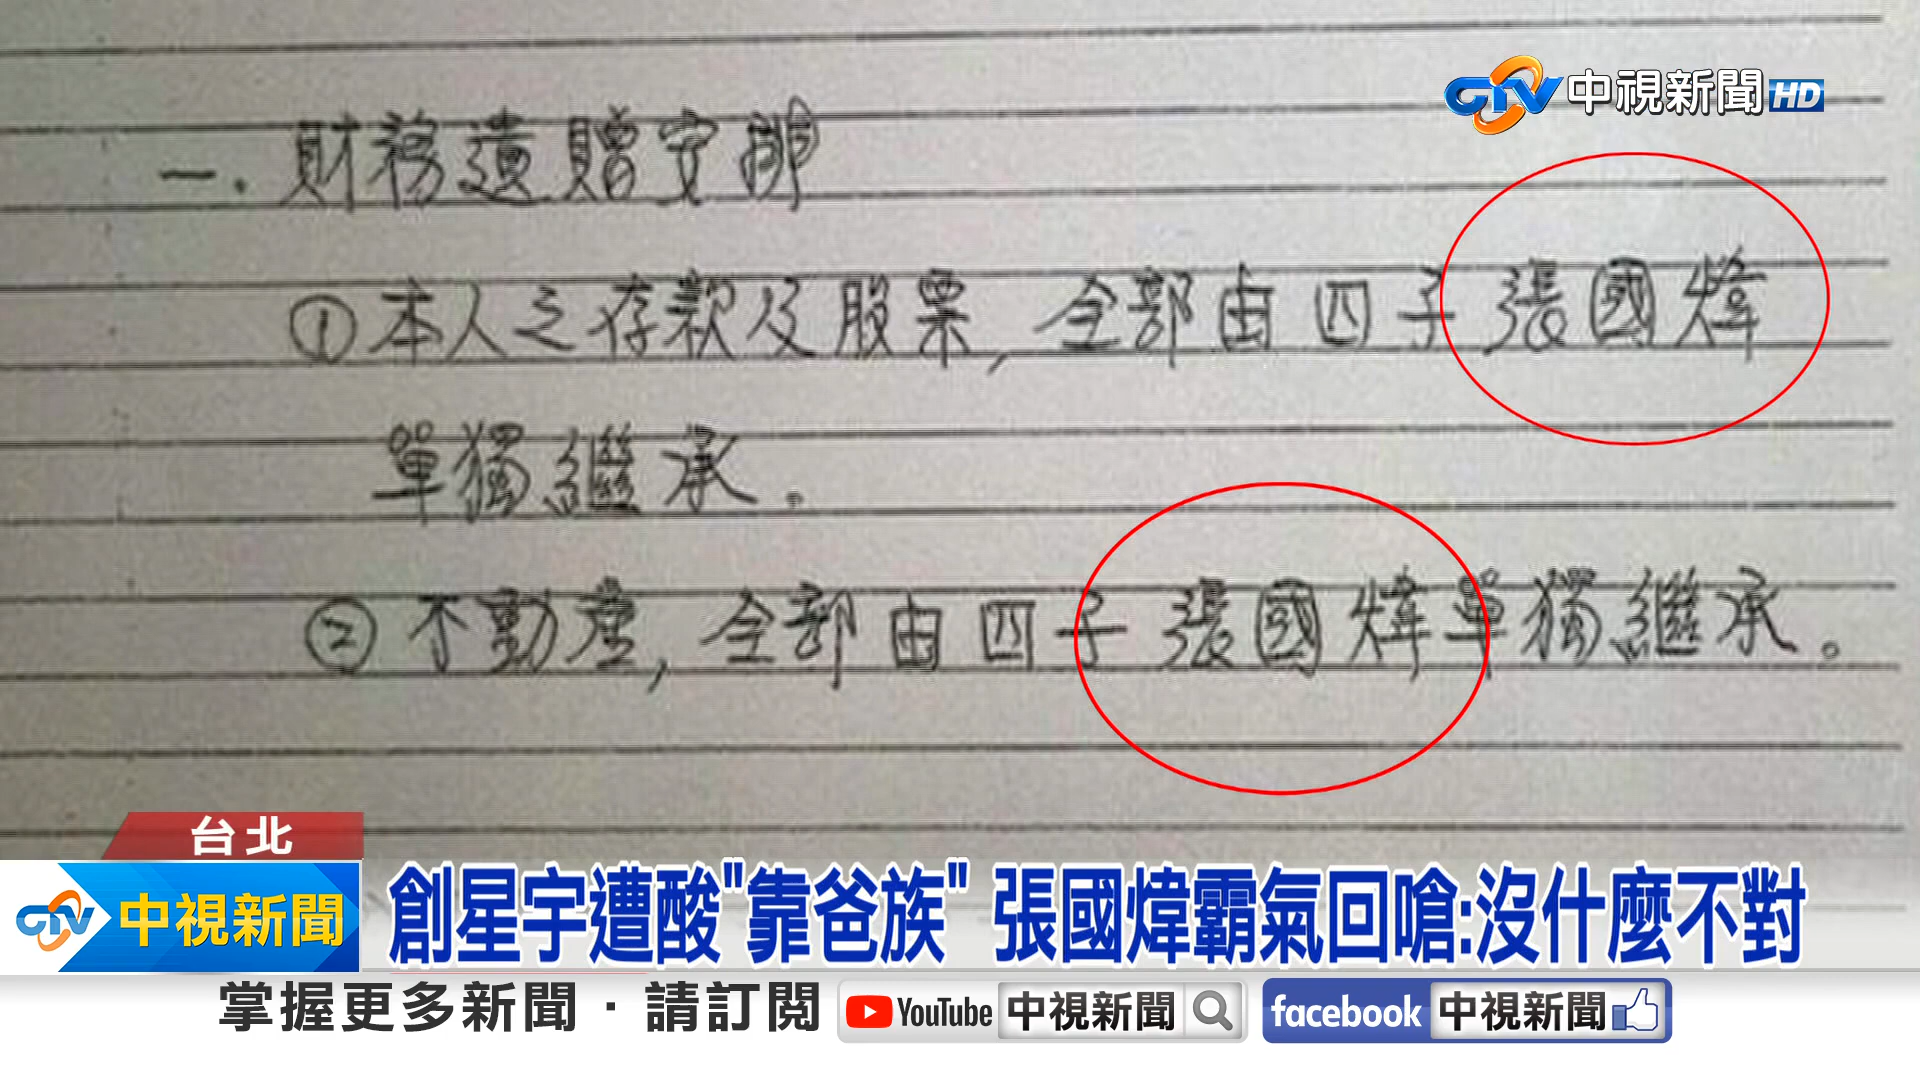 CTV 中視新聞 HD
一.財務遺贈安排
①本人之存款及股票,全部由四子張國煒
單獨繼承。
②不動產,全部由四子張國煒單獨繼承。
台北
CTV 中視新聞
創星宇遭酸"靠爸族" 張國煒霸氣回嗆:沒什麼不對
掌握更多新聞·請訂閱 YouTube 中視新聞 facebook 中視新聞